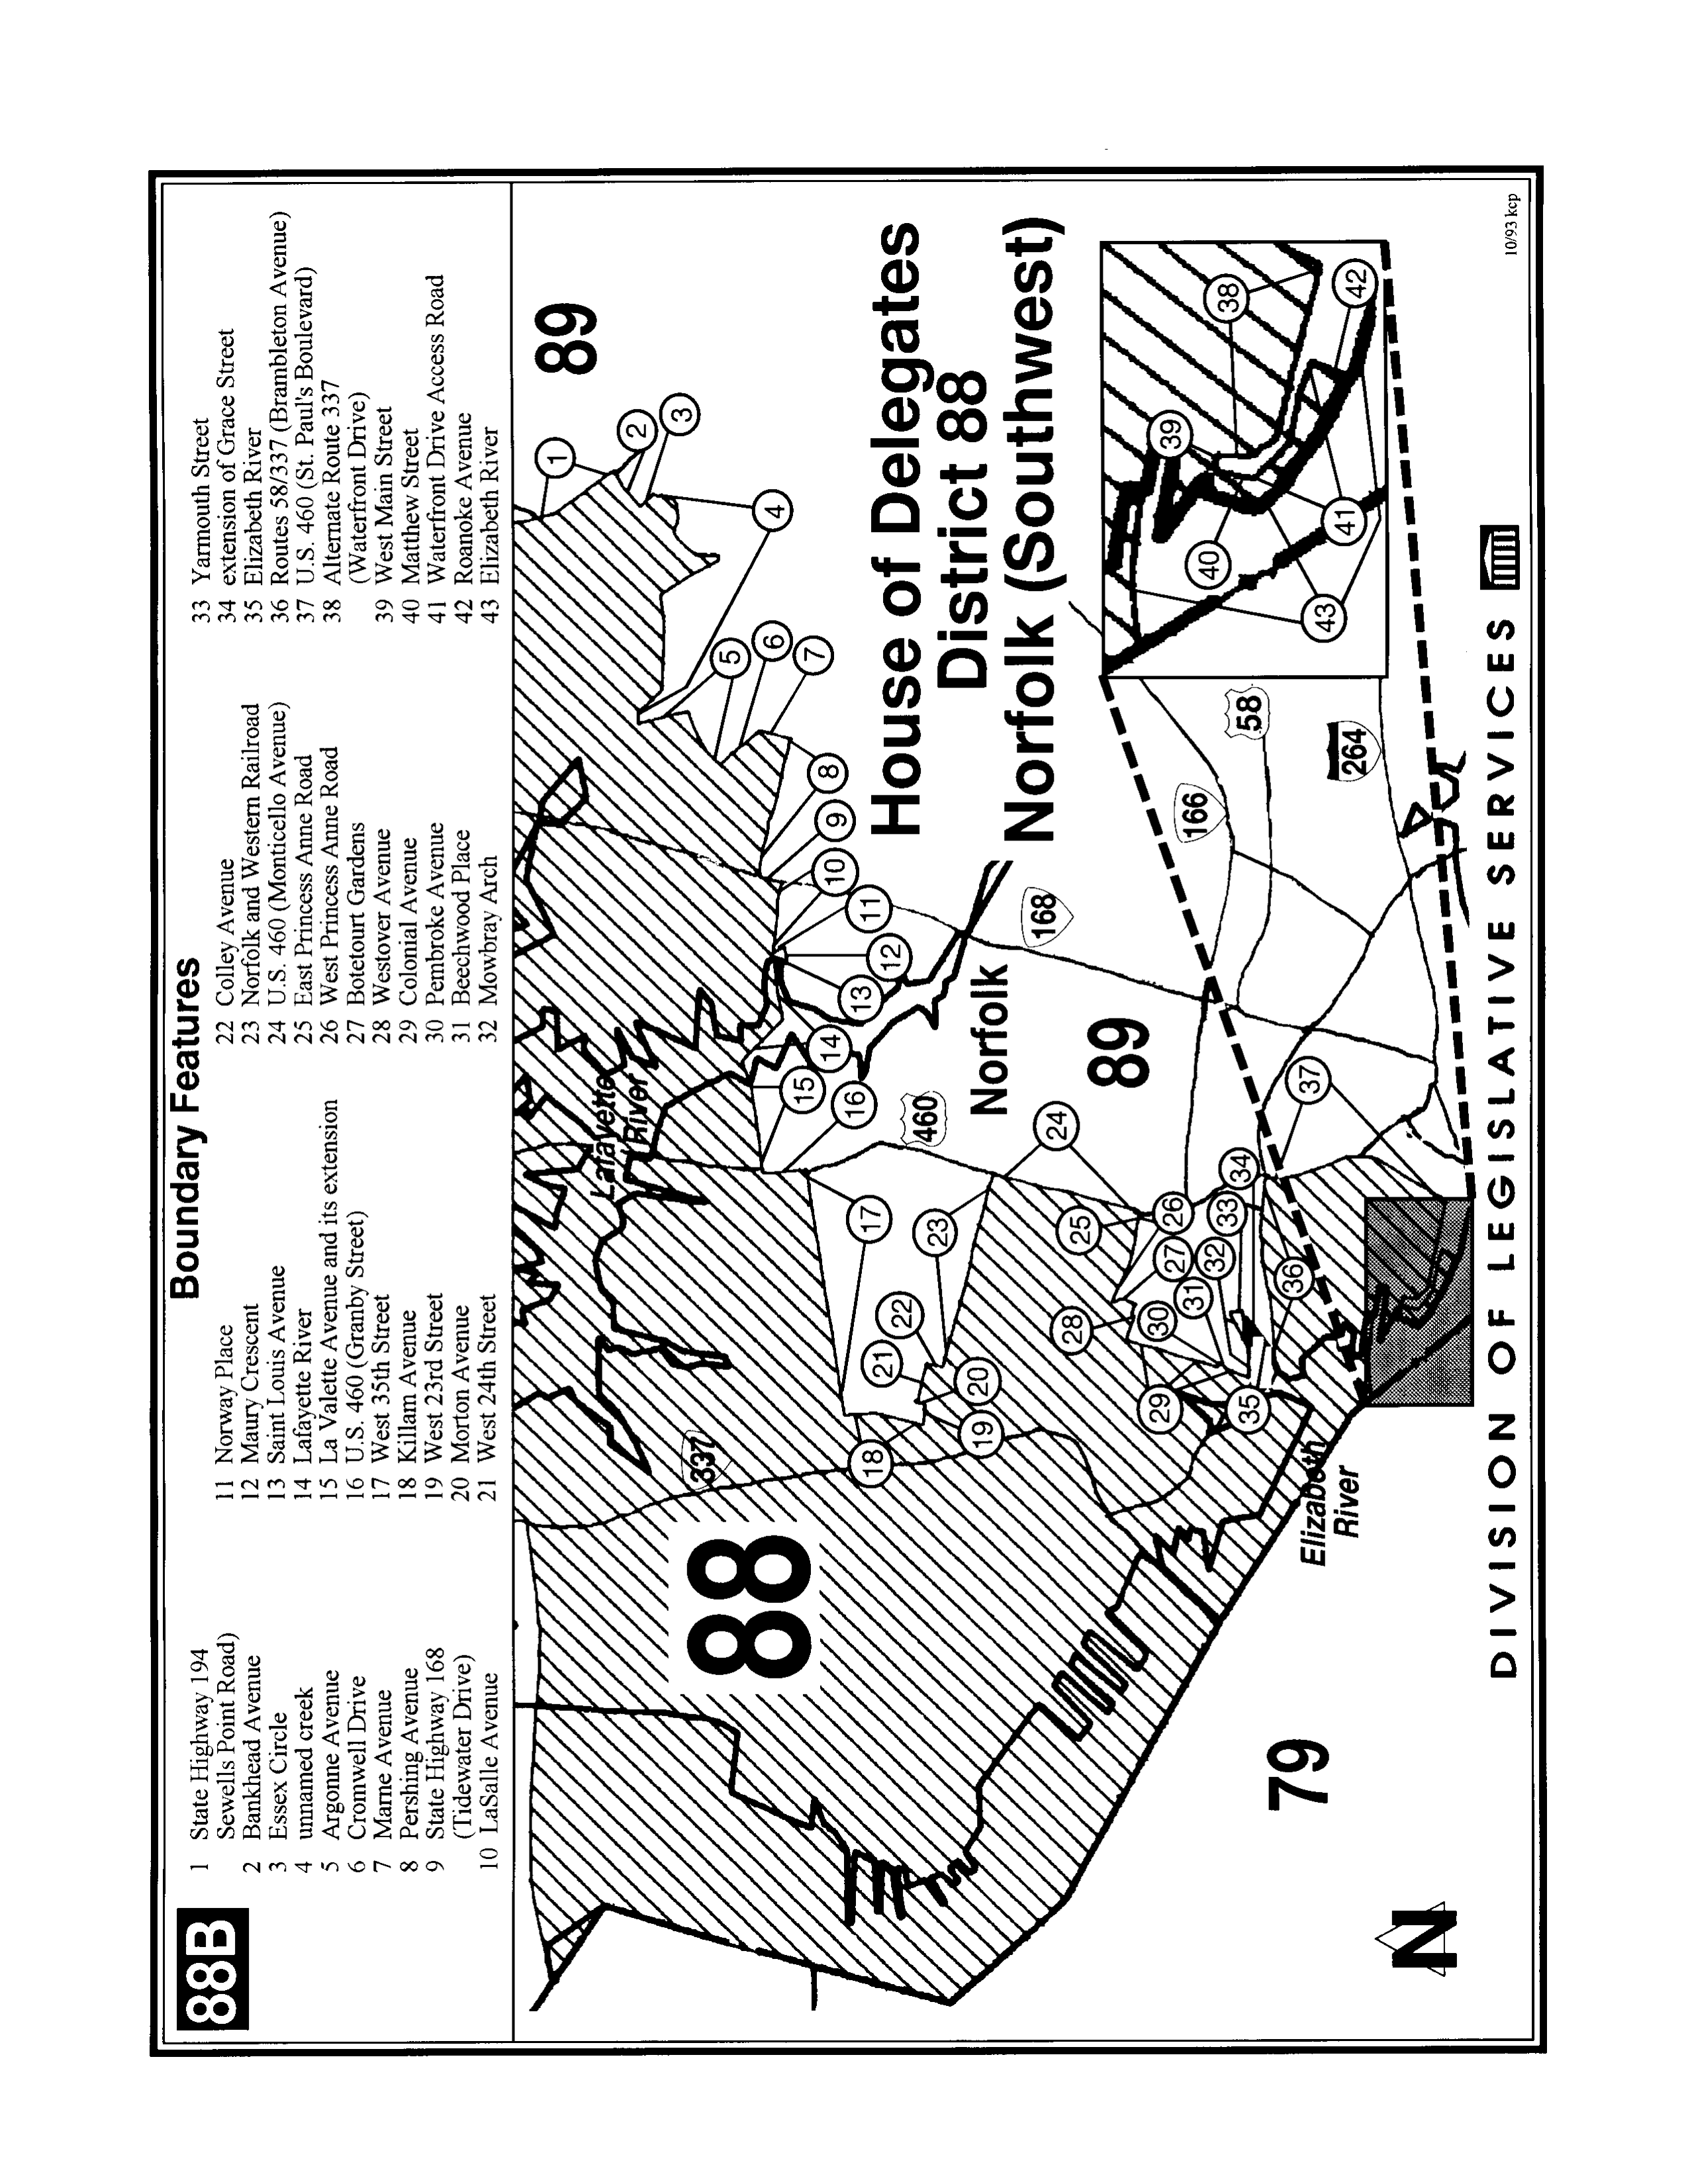 88B
Boundary Features
1 State Highway 194
Sewells Point Road)
2 Bankhead Avenue
3 Essex Circle
4 unnamed creek
5 Argonne Avenue
6 Cromwell Drive
7 Marne Avenue
8 Pershing Avenue
9 State Highway 168
(Tidewater Drive)
10 LaSalle Avenue
11 Norway Place
12 Maury Crescent
13 Saint Louis Avenue
14 Lafayette River
15 La Valette Avenue and its extension
16 U.S. 460 (Granby Street)
17 West 35th Street
18 Killam Avenue
19 West 23rd Street
20 Morton Avenue
21 West 24th Street
22 Colley Avenue
23 Norfolk and Western Railroad
24 U.S. 460 (Monticello Avenue)
25 East Princess Anne Road
26 West Princess Anne Road
27 Botetourt Gardens
28 Westover Avenue
29 Colonial Avenue
30 Pembroke Avenue
31 Beechwood Place
32 Mowbray Arch
33 Yarmouth Street
34 extension of Grace Street
35 Elizabeth River
36 Routes 58/337 (Brambleton Avenue)
37 U.S. 460 (St. Paul's Boulevard)
38 Alternate Route 337
(Waterfront Drive)
39 West Main Street
40 Matthew Street
41 Waterfront Drive Access Road
42 Roanoke Avenue
43 Elizabeth River
89
1
2
3
4
5
6
7
8
9
10
11
12
13
14
15
16
Lafayette
River
337
88
House of Delegates
District 88
Norfolk (Southwest)
17
18
19
20
21
22
23
24
460
Norfolk
168
89
25
26
27
28
29
30
31
32
33
34
35
36
37
166
58
264
38
39
40
41
42
43
Elizabeth
River
79
N
DIVISION OF LEGISLATIVE SERVICES
10/93 kcp